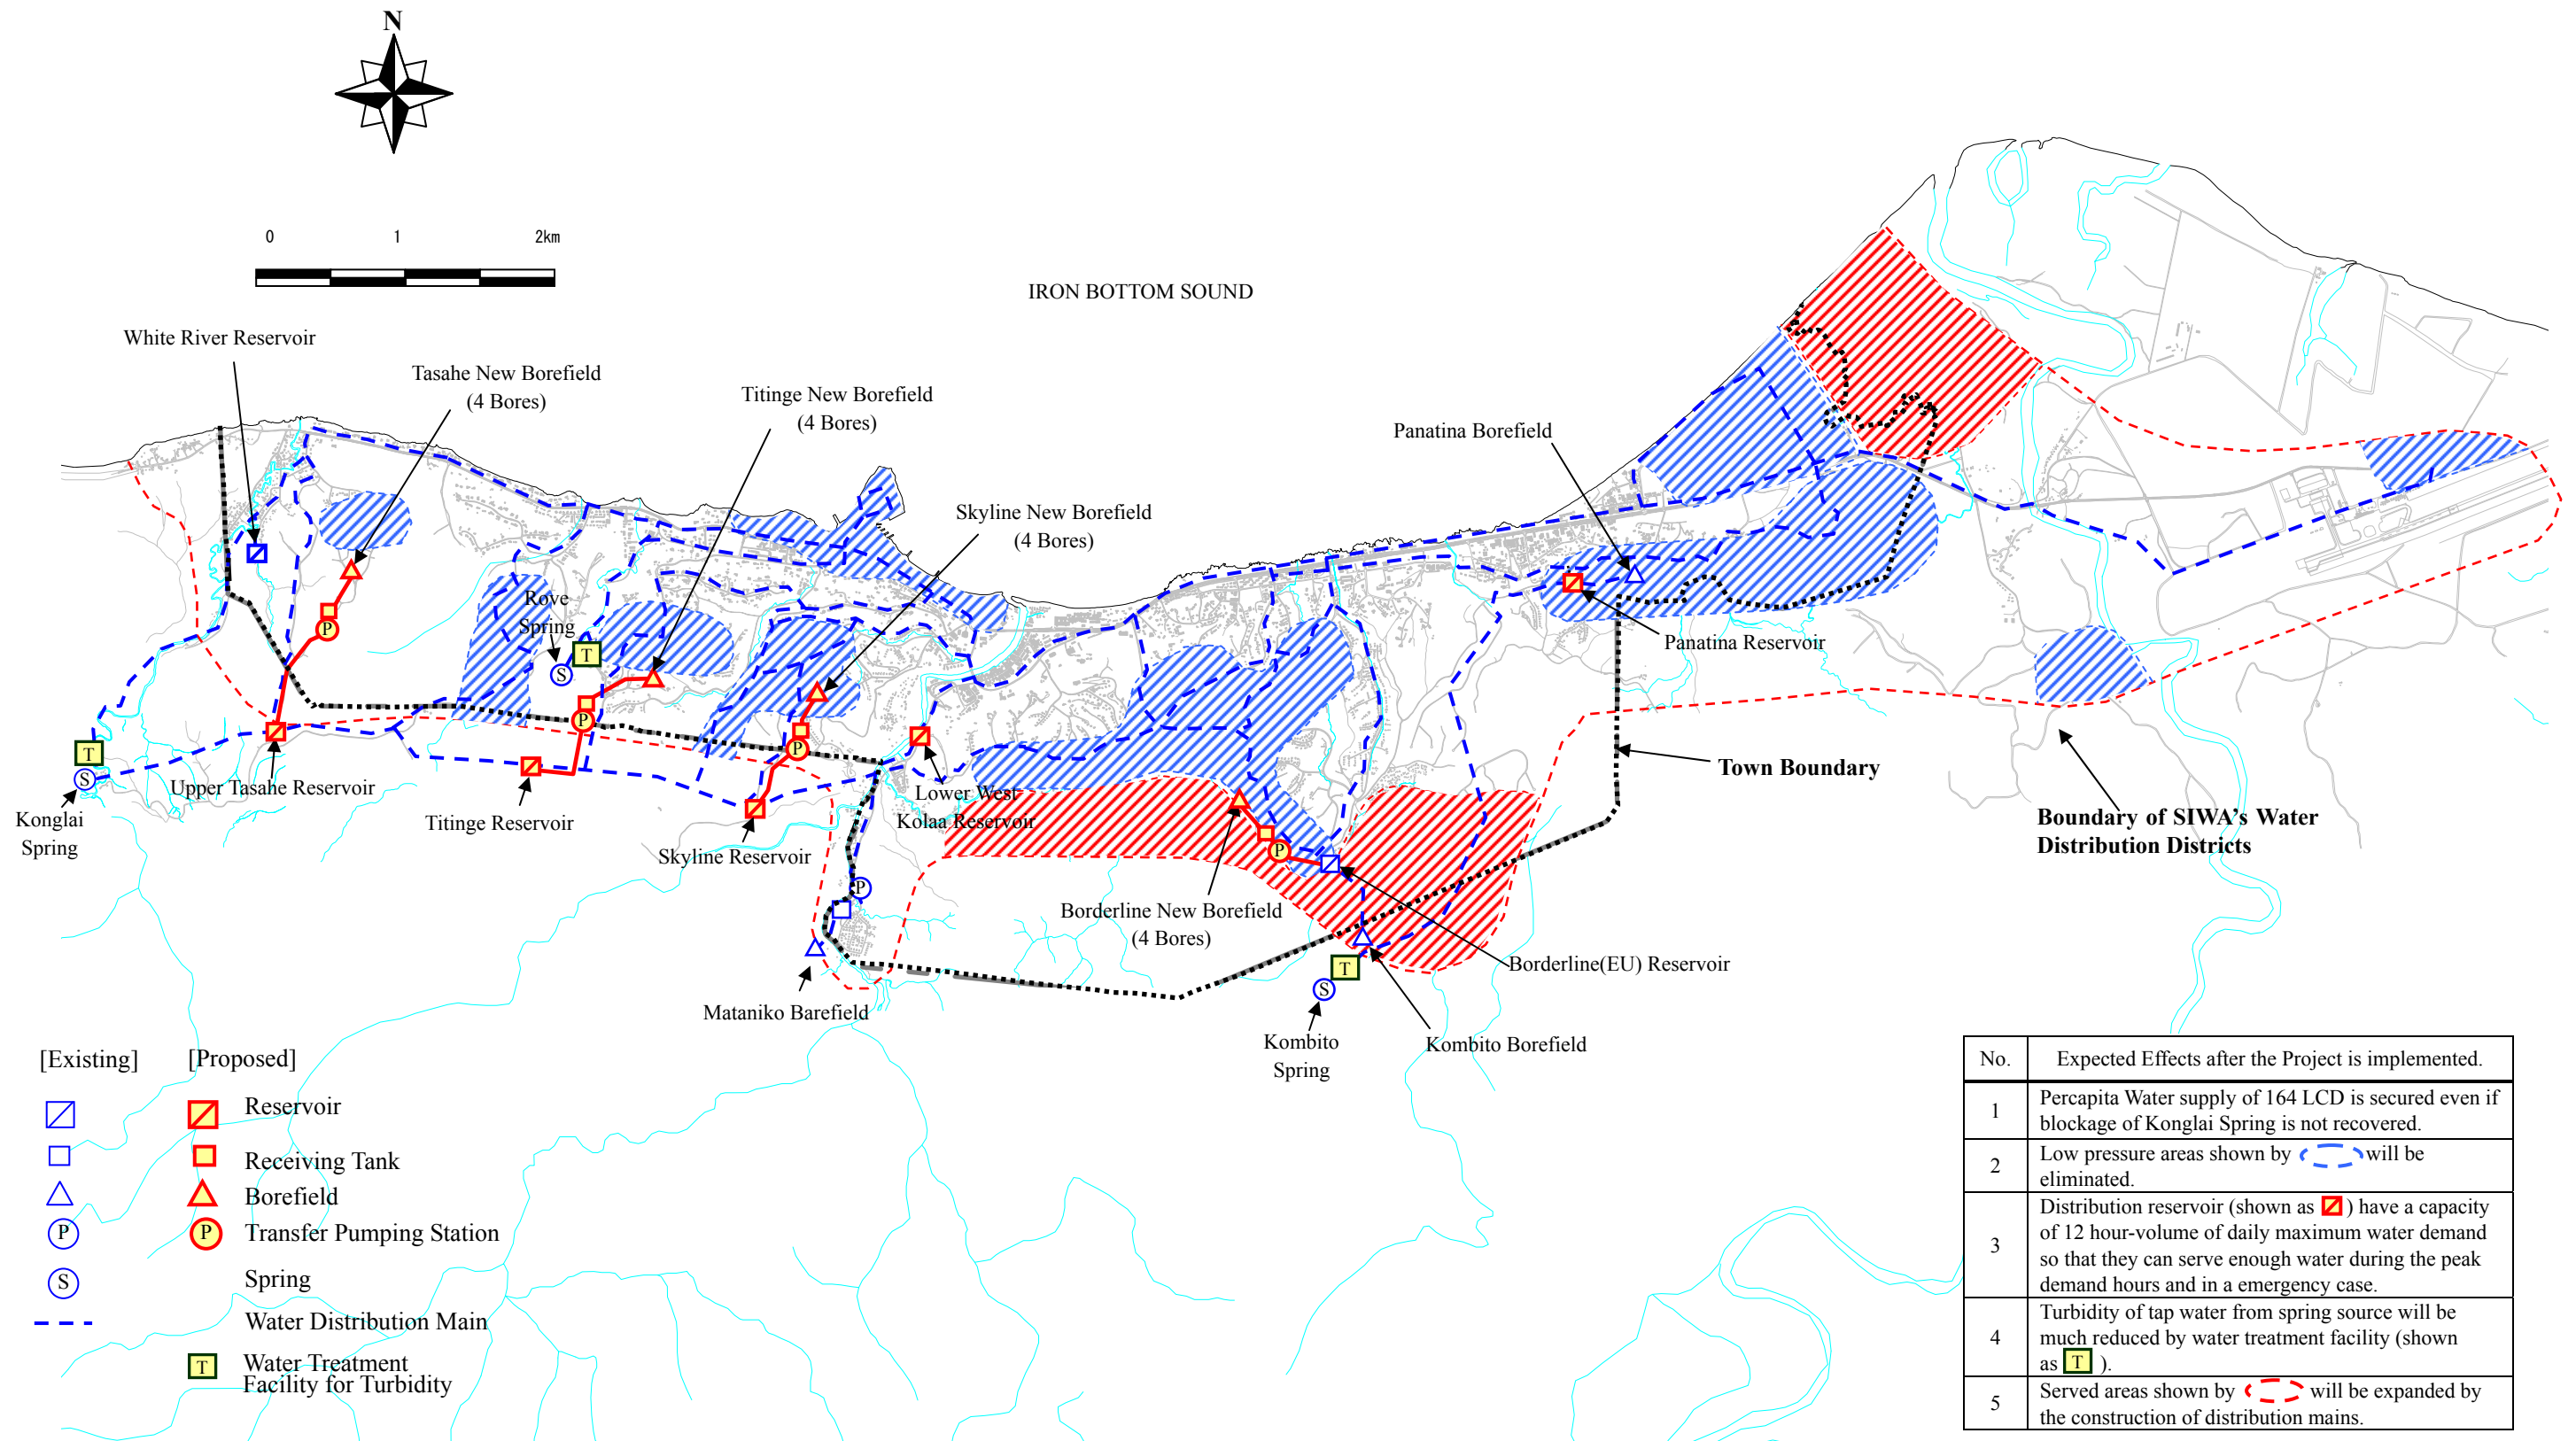 N
0 1 2km
IRON BOTTOM SOUND
White River Reservoir
Tasahe New Borefield
(4 Bores)
Titinge New Borefield
(4 Bores)
Panatina Borefield
Skyline New Borefield
(4 Bores)
Rove
Spring
T
S
P
P
P
Panatina Reservoir
T
S
Upper Tasahe Reservoir
Konglai
Spring
Titinge Reservoir
Lower West
Kolaa Reservoir
Skyline Reservoir
Town Boundary
Boundary of SIWA's Water
Distribution Districts
P
P
Borderline New Borefield
(4 Bores)
T
S
Borderline(EU) Reservoir
Mataniko Barefield
Kombito
Spring
Kombito Borefield
[Existing] [Proposed]
Reservoir
Receiving Tank
Borefield
P P Transfer Pumping Station
S Spring
Water Distribution Main
T Water Treatment
Facility for Turbidity
No. Expected Effects after the Project is implemented.
1 Percapita Water supply of 164 LCD is secured even if
blockage of Konglai Spring is not recovered.
2 Low pressure areas shown by will be
eliminated.
3 Distribution reservoir (shown as ) have a capacity
of 12 hour-volume of daily maximum water demand
so that they can serve enough water during the peak
demand hours and in a emergency case.
4 Turbidity of tap water from spring source will be
much reduced by water treatment facility (shown
as T ).
5 Served areas shown by will be expanded by
the construction of distribution mains.